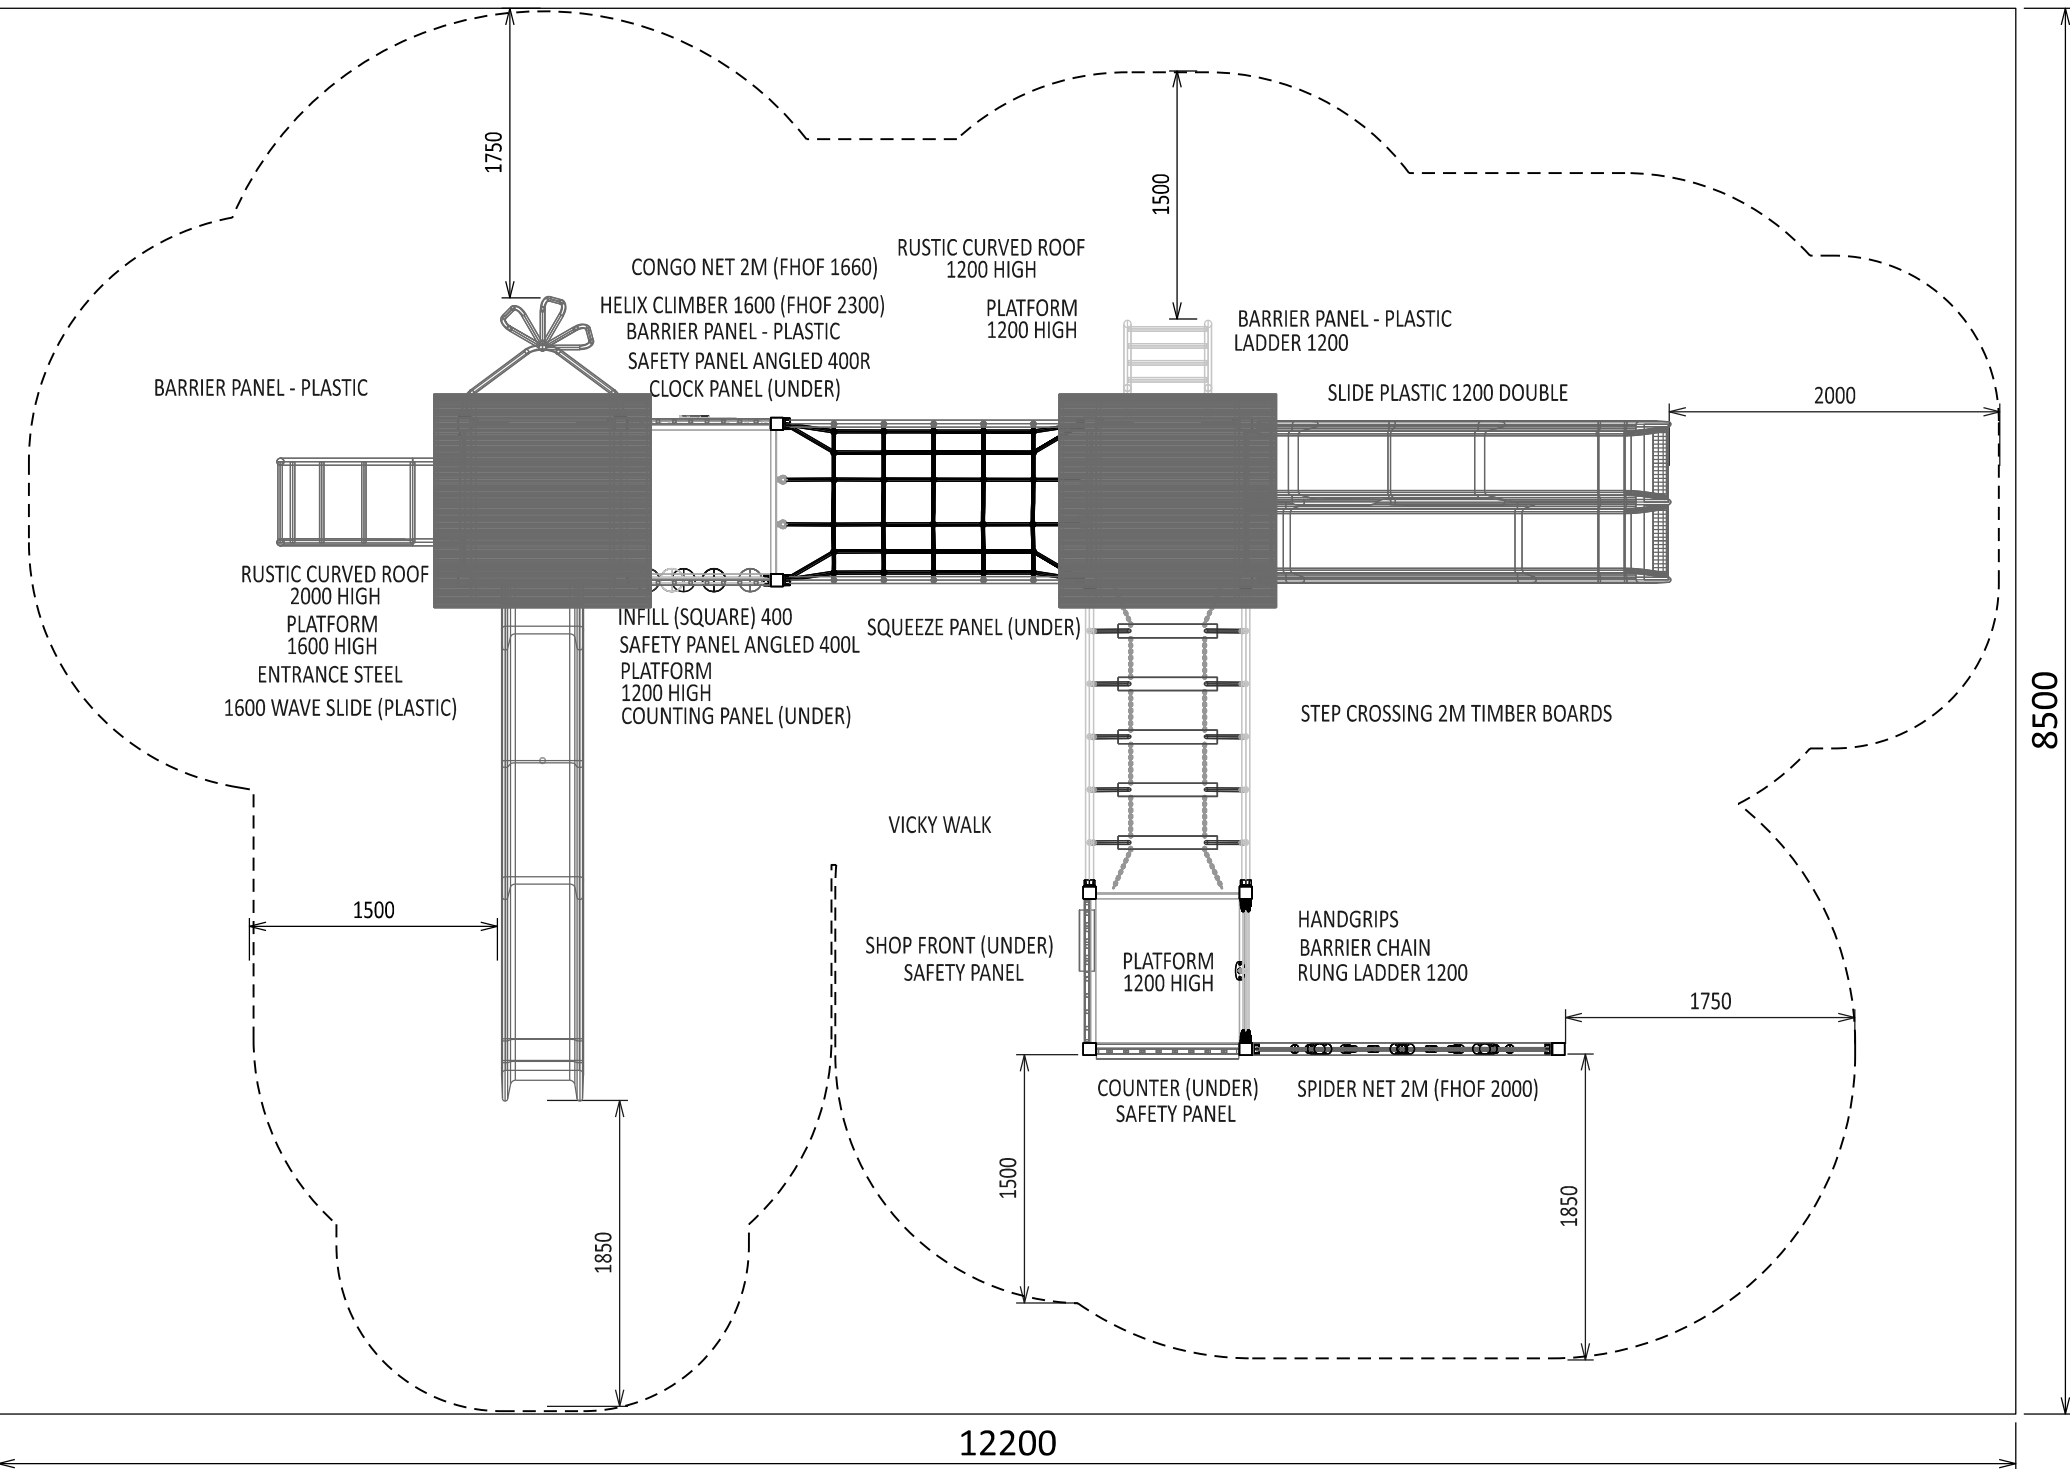 1750
1500
RUSTIC CURVED ROOF
1200 HIGH
CONGO NET 2M (FHOF 1660)
HELIX CLIMBER 1600 (FHOF 2300)
BARRIER PANEL - PLASTIC
SAFETY PANEL ANGLED 400R
CLOCK PANEL (UNDER)
PLATFORM
1200 HIGH
BARRIER PANEL - PLASTIC
LADDER 1200
BARRIER PANEL - PLASTIC
SLIDE PLASTIC 1200 DOUBLE
2000
RUSTIC CURVED ROOF
2000 HIGH
PLATFORM
1600 HIGH
ENTRANCE STEEL
1600 WAVE SLIDE (PLASTIC)
INFILL (SQUARE) 400
SAFETY PANEL ANGLED 400L
PLATFORM
1200 HIGH
COUNTING PANEL (UNDER)
SQUEEZE PANEL (UNDER)
STEP CROSSING 2M TIMBER BOARDS
8500
VICKY WALK
1500
SHOP FRONT (UNDER)
SAFETY PANEL
PLATFORM
1200 HIGH
HANDGRIPS
BARRIER CHAIN
RUNG LADDER 1200
1750
COUNTER (UNDER)
SAFETY PANEL
SPIDER NET 2M (FHOF 2000)
1500
1850
1850
12200